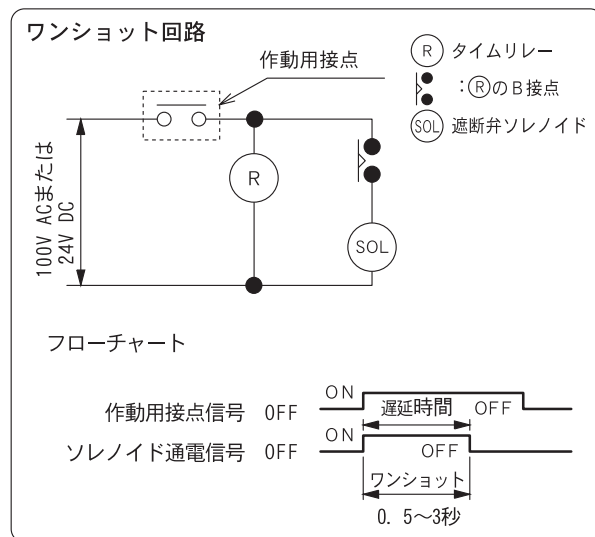 ワンショット回路
作動用接点
R タイムリレー
:RのB接点
SOL 遮断弁ソレノイド
100V ACまたは
24V DC
R
SOL
フローチャート
作動用接点信号 OFF ON 遅延時間 OFF
ソレノイド通電信号 OFF ON OFF
ワンショット
0. 5～3秒